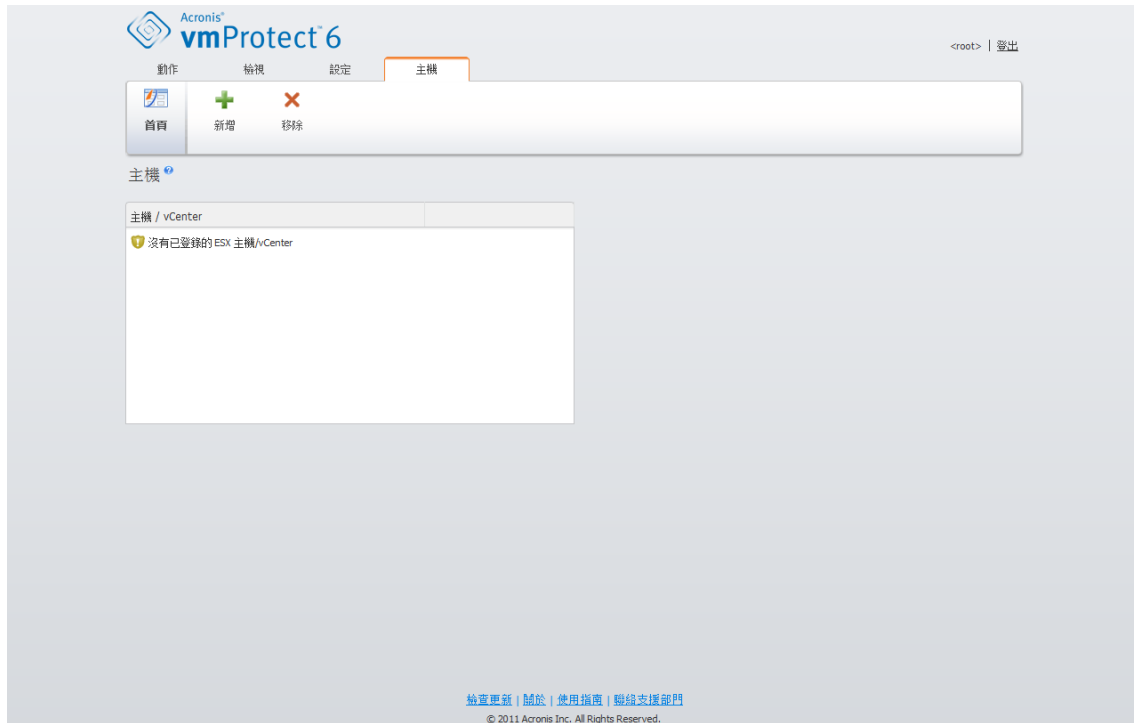 Acronis®
vmProtect™ 6
<root> | 登出
動作 檢視 設定 主機
首頁 新增 移除
主機
主機 / vCenter
沒有已登錄的 ESX 主機/vCenter
檢查更新 | 關於 | 使用指南 | 聯絡支援部門
© 2011 Acronis Inc. All Rights Reserved.